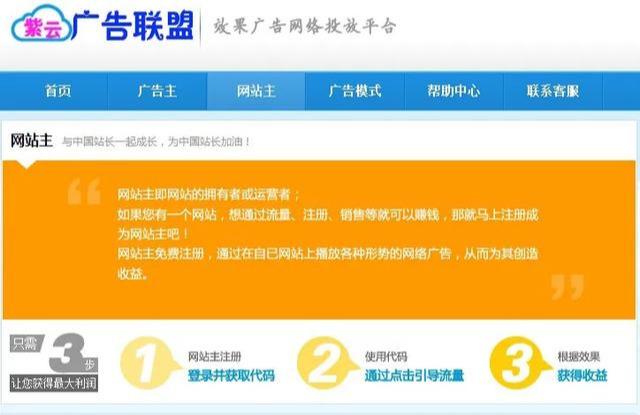 紫云广告联盟 效果广告网络投放平台
首页 广告主 网站主 广告模式 帮助中心 联系客服
网站主 与中国站长一起成长，为中国站长加油！
网站主即网站的拥有者或运营者；
如果您有一个网站，想通过流量、注册、销售等就可以赚钱，那就马上注册成
为网站主吧！
网站主免费注册，通过在自已网站上播放各种形势的网络广告，从而为其创造
收益。
只需3步
让您获得最大利润
1 网站主注册
登录并获取代码
2 使用代码
通过点击引导流量
3 根据效果
获得收益